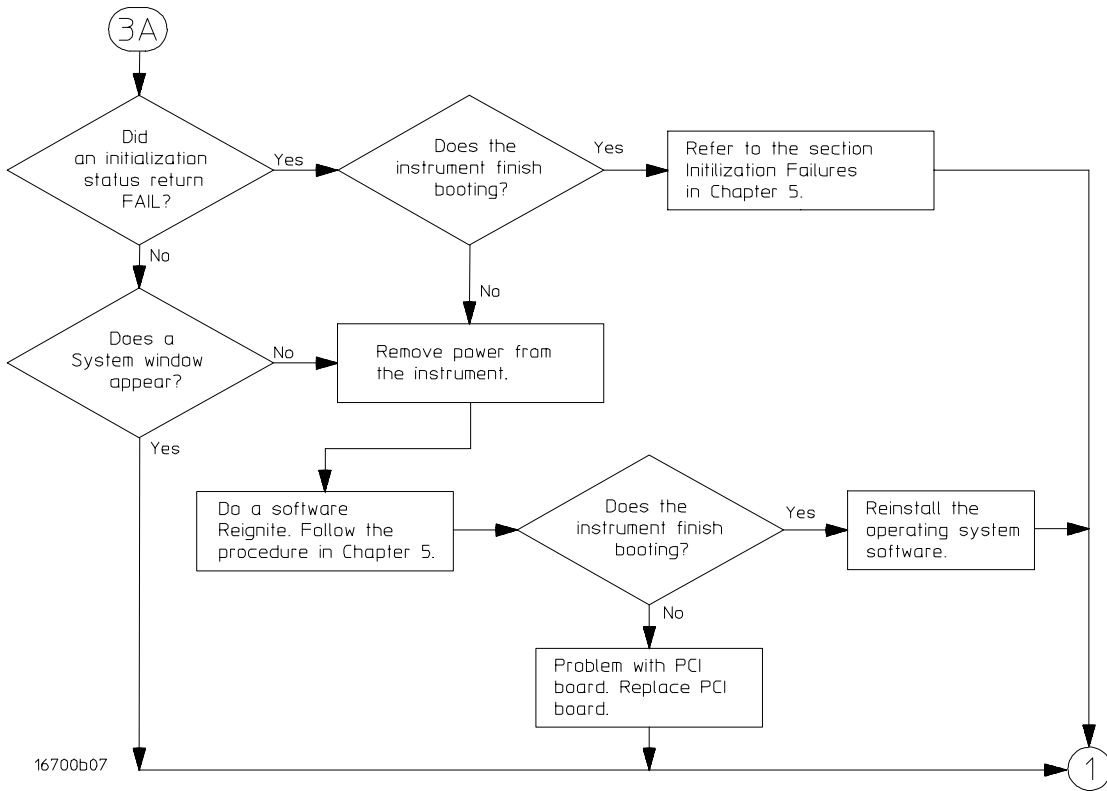 3A
Did
an initialization
status return
FAIL?
Yes
Does the
instrument finish
booting?
Yes
Refer to the section
Initilization Failures
in Chapter 5.
No
No
Does a
System window
appear?
No
Remove power from
the instrument.
Yes
Do a software
Reignite. Follow the
procedure in Chapter 5.
Does the
instrument finish
booting?
Yes
Reinstall the
operating system
software.
No
Problem with PCI
board. Replace PCI
board.
16700b07
1